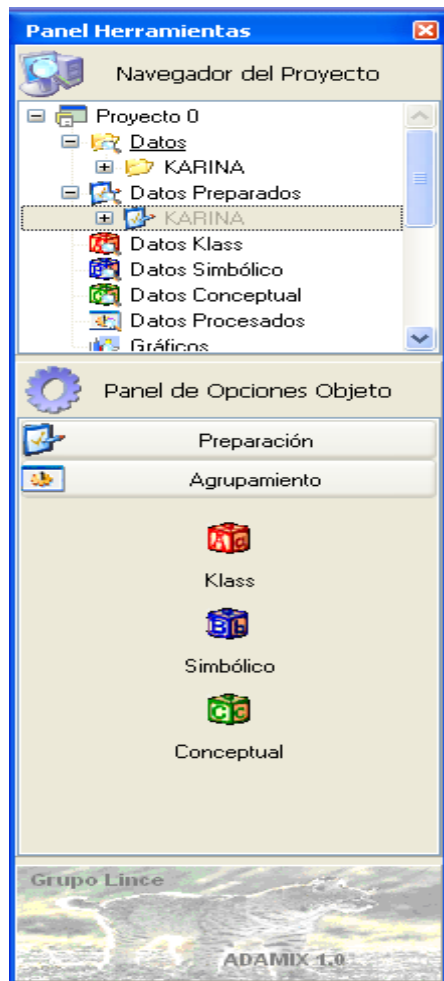 Panel Herramientas
Navegador del Proyecto
Proyecto 0
Datos
KARINA
Datos Preparados
KARINA
Datos Klass
Datos Simbólico
Datos Conceptual
Datos Procesados
Gráficos
Panel de Opciones Objeto
Preparación
Agrupamiento
Klass
Simbólico
Conceptual
Grupo Lince
ADAMIX 1.0